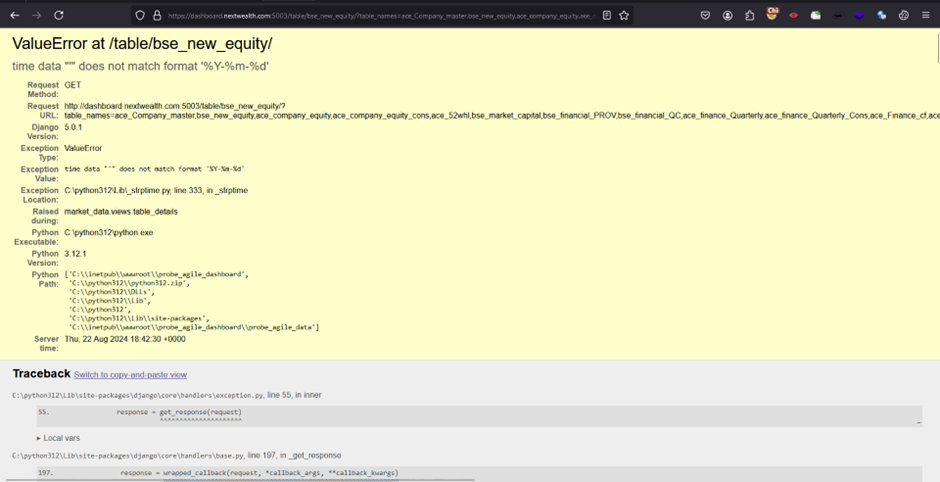 https://dashboard.nextwealth.com:5003/table/bse_new_equity/?table_names=ace_Company_master,bse_new_equity,ace_company_equity,ace_c
ValueError at /table/bse_new_equity/
time data '"'' does not match format '%Y-%m-%d'
Request Method: GET
Request URL: http://dashboard.nextwealth.com:5003/table/bse_new_equity/?
table_names=ace_Company_master,bse_new_equity,ace_company_equity,ace_company_equity_cons,ace_52whl,bse_market_capital,bse_financial_PROV,bse_financial_QC,ace_finance_Quarterly,ace_finance_Quarterly_Cons,ace_Finance_cf,ace
Django Version: 5.0.1
Exception Type: ValueError
Exception Value: time data "'" does not match format '%Y-%m-%d'
Exception Location: C:\python312\Lib\_strptime.py, line 333, in _strptime
Raised during: market_data.views.table_details
Python Executable: C:\python312\python.exe
Python Version: 3.12.1
Python Path: ['C:\\inetpub\\wwwroot\\probe_agile_dashboard',
'C:\\python312\\python312.zip',
'C:\\python312\\DLLs',
'C:\\python312\\Lib',
'C:\\python312',
'C:\\python312\\Lib\\site-packages',
'C:\\inetpub\\wwwroot\\probe_agile_dashboard\\probe_agile_data']
Server time: Thu, 22 Aug 2024 18:42:30 +0000
Traceback Switch to copy-and-paste view
C:\python312\Lib\site-packages\django\core\handlers\exception.py, line 55, in inner
55. response = get_response(request)
^^^^^^^^^^^^^^^^^^^^^
…
▸ Local vars
C:\python312\Lib\site-packages\django\core\handlers\base.py, line 197, in _get_response
197. response = wrapped_callback(request, *callback_args, **callback_kwargs)